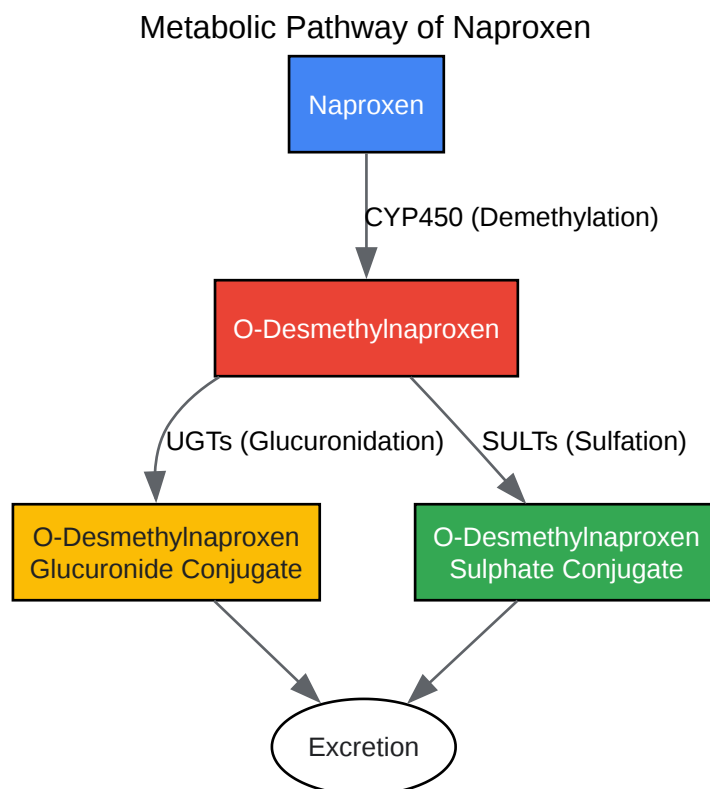 Metabolic Pathway of Naproxen
Naproxen
CYP450 (Demethylation)
O-Desmethylnaproxen
UGTs (Glucuronidation)
SULTs (Sulfation)
O-Desmethylnaproxen
Glucuronide Conjugate
O-Desmethylnaproxen
Sulphate Conjugate
Excretion